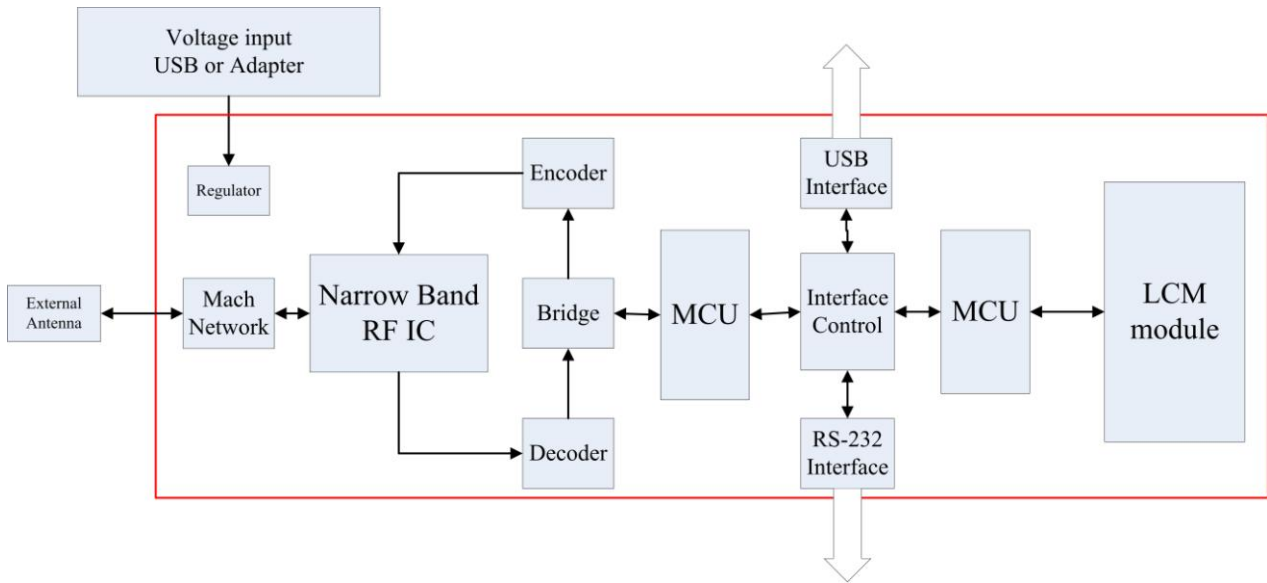 Voltage input
USB or Adapter
Regulator
Encoder
USB
Interface
External
Antenna
Mach
Network
Narrow Band
RF IC
Bridge
MCU
Interface
Control
MCU
LCM
module
Decoder
RS-232
Interface